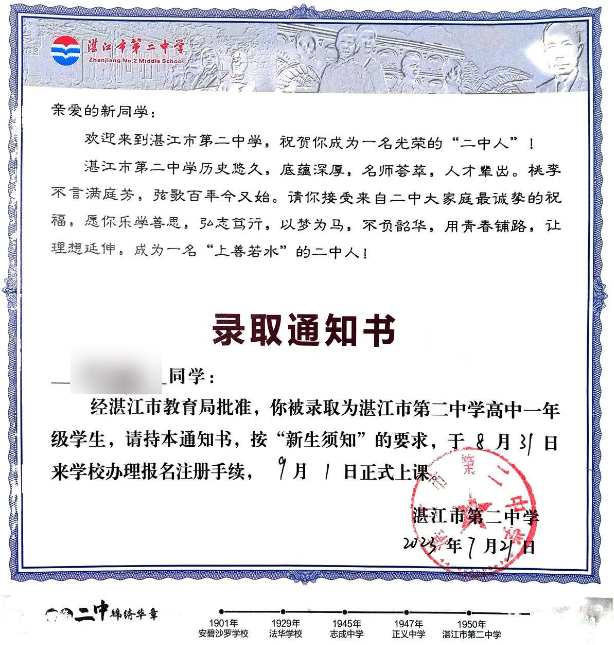 湛江市第二中学
Zhanjiang No.2 Middle School
亲爱的新同学：
欢迎来到湛江市第二中学，祝贺你成为一名光荣的“二中人”！
湛江市第二中学历史悠久，底蕴深厚，名师荟萃，人才辈出。桃李
不言满庭芳，弦歌百年今又始。请你接受来自二中大家庭最诚挚的祝
福，愿你乐学善思，弘志笃行，以梦为马，不负韶华，用青春铺路，让
理想延伸，成为一名“上善若水”的二中人！
录取通知书
同学：
经湛江市教育局批准，你被录取为湛江市第二中学高中一年
级学生，请持本通知书，按“新生须知”的要求，于8月31日
来学校办理报名注册手续，9月1日正式上课。
湛江市第二中学
2023年7月21日
二中 锦绣华章
1901年 1929年 1945年 1947年 1950年
安碧沙罗学校 法华学校 志成中学 正义中学 湛江市第二中学